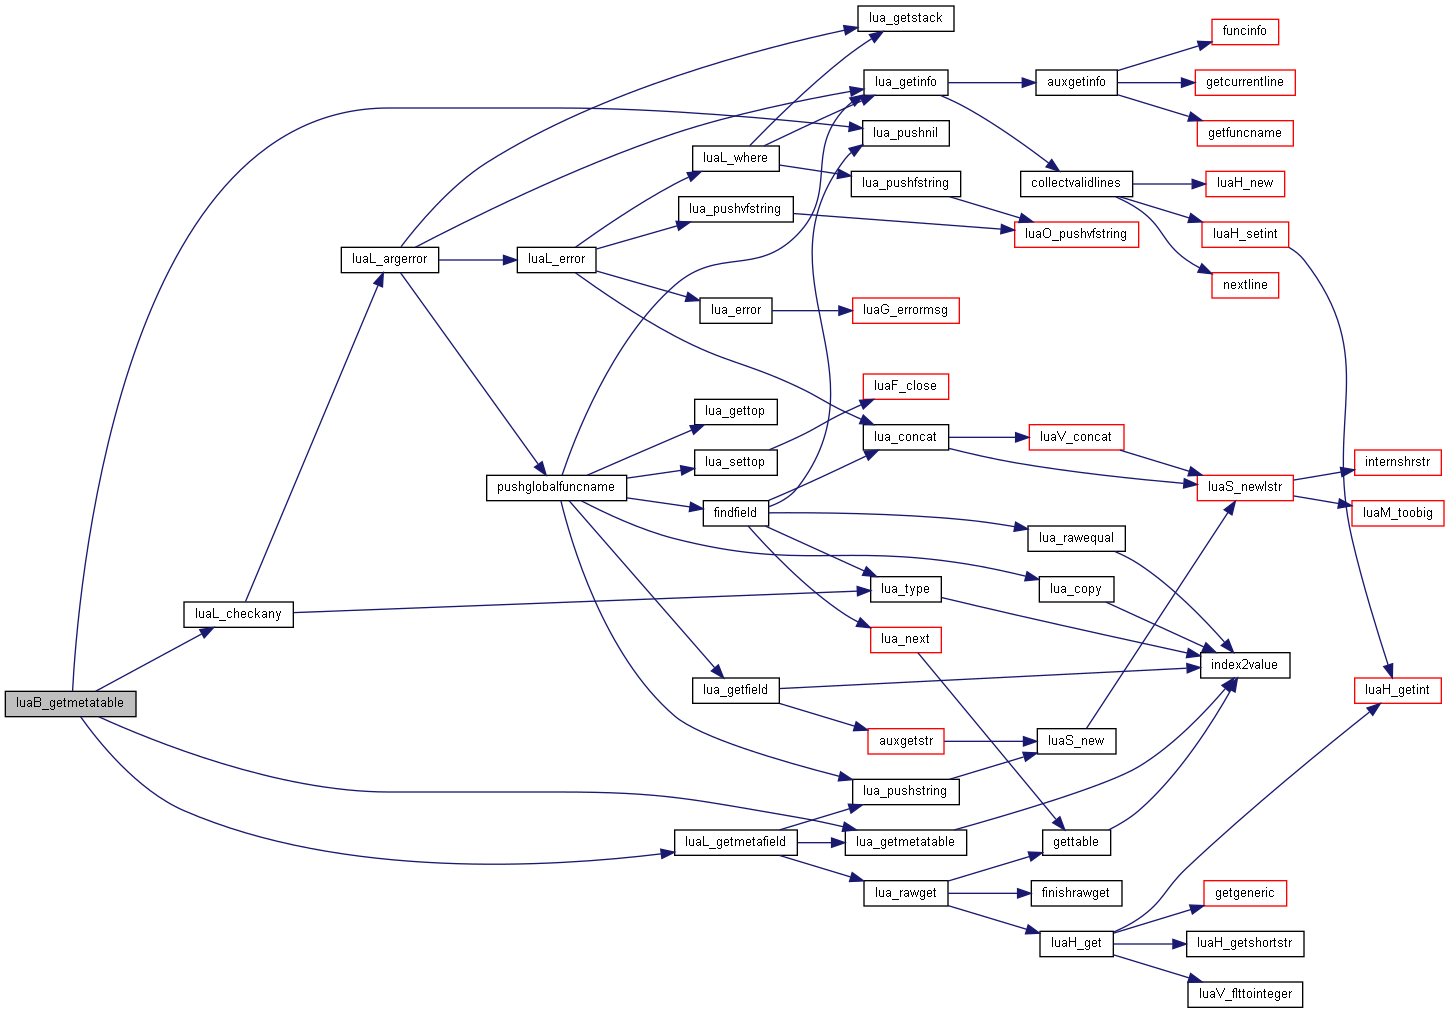 lua_getstack
funcinfo
lua_getinfo
auxgetinfo
getcurrentline
lua_pushnil
getfuncname
luaL_where
lua_pushfstring
collectvalidlines
luaH_new
lua_pushvfstring
luaO_pushvfstring
luaH_setint
luaL_argerror
luaL_error
nextline
lua_error
luaG_errormsg
luaF_close
lua_gettop
lua_concat
luaV_concat
lua_settop
internshrstr
pushglobalfuncname
luaS_newlstr
findfield
luaM_toobig
lua_rawequal
lua_type
lua_copy
luaL_checkany
lua_next
index2value
lua_getfield
luaH_getint
luaB_getmetatable
auxgetstr
luaS_new
lua_pushstring
luaL_getmetafield
lua_getmetatable
gettable
lua_rawget
finishrawget
getgeneric
luaH_get
luaH_getshortstr
luaV_flttointeger